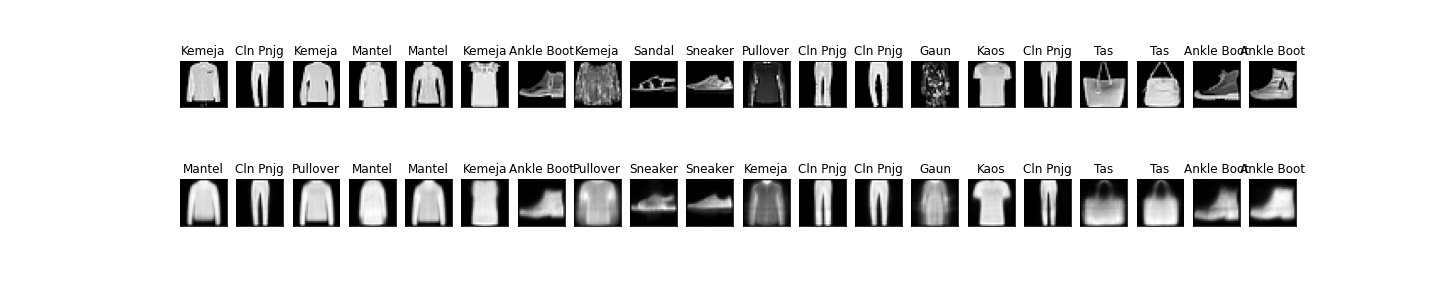 Kemeja Cln Pnjg Kemeja Mantel Mantel Kemeja Ankle Boot Kemeja Sandal Sneaker Pullover Cln Pnjg Cln Pnjg Gaun Kaos Cln Pnjg Tas Tas Ankle Boot Ankle Boot
Mantel Cln Pnjg Pullover Mantel Mantel Kemeja Ankle Boot Pullover Sneaker Sneaker Kemeja Cln Pnjg Cln Pnjg Gaun Kaos Cln Pnjg Tas Tas Ankle Boot Ankle Boot